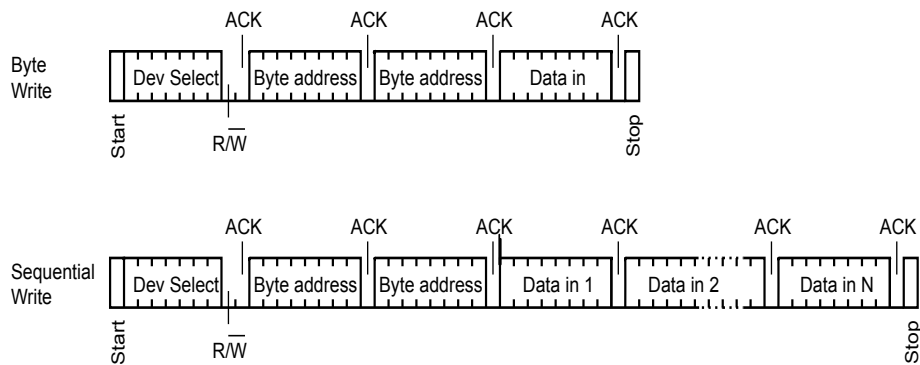 ACK ACK ACK ACK
Byte
Write
Dev Select Byte address Byte address Data in
Start
R/W
Stop
ACK ACK ACK ACK ACK ACK
Sequential
Write
Dev Select Byte address Byte address Data in 1 Data in 2 Data in N
Start
R/W
Stop